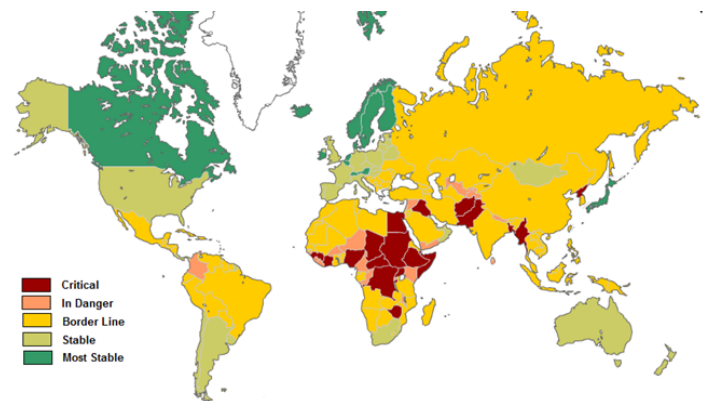 Critical
In Danger
Border Line
Stable
Most Stable